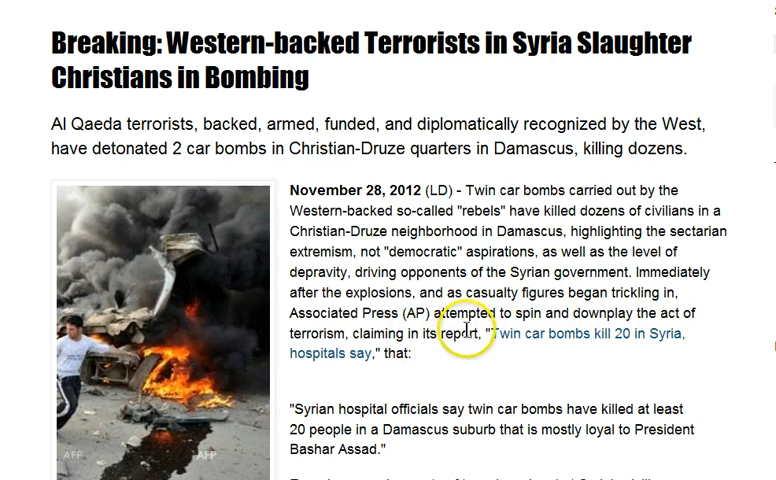 Breaking: Western-backed Terrorists in Syria Slaughter
Christians in Bombing
Al Qaeda terrorists, backed, armed, funded, and diplomatically recognized by the West,
have detonated 2 car bombs in Christian-Druze quarters in Damascus, killing dozens.
November 28, 2012 (LD) - Twin car bombs carried out by the
Western-backed so-called "rebels" have killed dozens of civilians in a
Christian-Druze neighborhood in Damascus, highlighting the sectarian
extremism, not "democratic" aspirations, as well as the level of
depravity, driving opponents of the Syrian government. Immediately
after the explosions, and as casualty figures began trickling in,
Associated Press (AP) attempted to spin and downplay the act of
terrorism, claiming in its report, "Twin car bombs kill 20 in Syria,
hospitals say," that:
"Syrian hospital officials say twin car bombs have killed at least
20 people in a Damascus suburb that is mostly loyal to President
Bashar Assad."
AFP
AFP